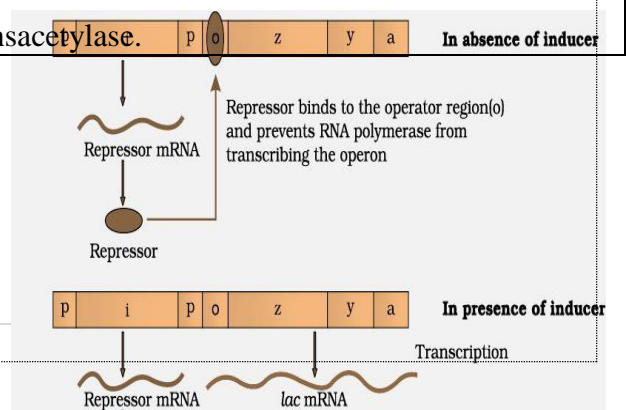 nsacetylase.
p i p o z y a In absence of inducer
Repressor binds to the operator region(o)
and prevents RNA polymerase from
transcribing the operon
Repressor mRNA
Repressor
p i p o z y a In presence of inducer
Transcription
Repressor mRNA lac mRNA